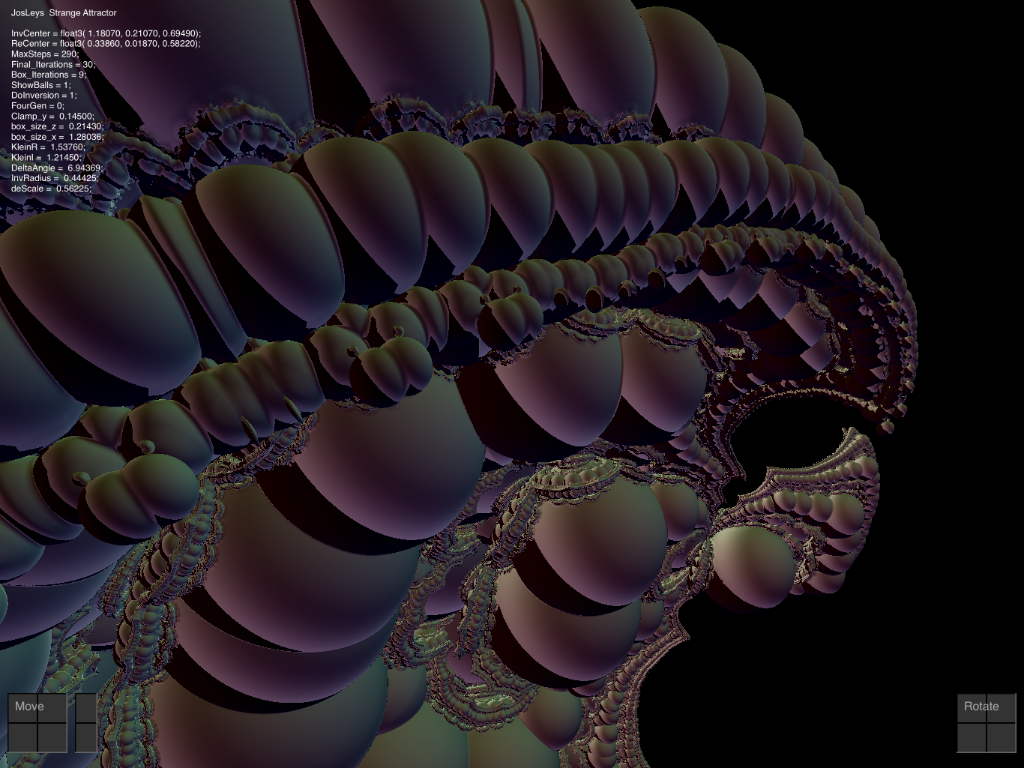 JosLeys  Strange Attractor
InvCenter = float3( 1.18070, 0.21070, 0.69490);
ReCenter = float3( 0.33860, 0.01870, 0.58220);
MaxSteps = 290;
Final_Iterations = 30;
Box_Iterations = 9;
ShowBalls = 1;
DoInversion = 1;
FourGen = 0;
Clamp_y =  0.14500;
box_size_z =  0.21430;
box_size_x =  1.28036;
KleinR =  1.53760;
KleinI =  1.21450;
DeltaAngle =  6.94369;
InvRadius =  0.44425;
deScale =  0.56225;
Move
Rotate